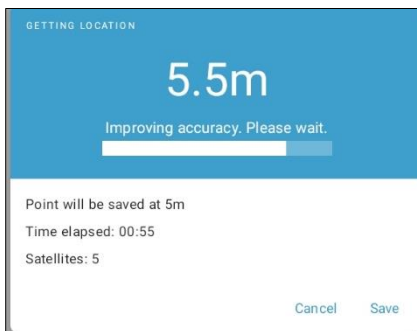 GETTING LOCATION
5.5m
Improving accuracy. Please wait.
Point will be saved at 5m
Time elapsed: 00:55
Satellites: 5
Cancel Save